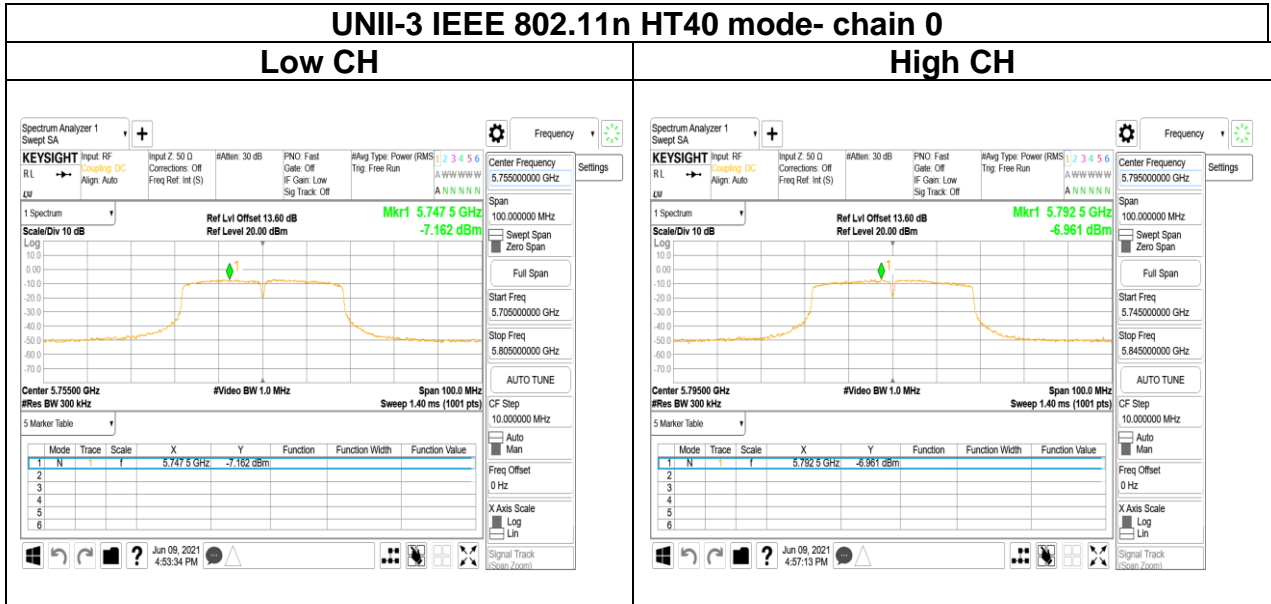 UNII-3 IEEE 802.11n HT40 mode- chain 0
Low CH
High CH
Spectrum Analyzer 1
Swept SA
Frequency
KEYSIGHT
RL
LW
Input: RF
Coupling: DC
Align: Auto
Input Z: 50 Ω
Corrections: Off
Freq Ref: Int (S)
#Atten: 30 dB
PNO: Fast
Gate: Off
IF Gain: Low
Sig Track: Off
#Avg Type: Power (RMS
Trig: Free Run
1 2 3 4 5 6
A W W W W W
A N N N N N
Center Frequency
5.755000000 GHz
Settings
1 Spectrum
Scale/Div 10 dB
Ref Lvl Offset 13.60 dB
Ref Level 20.00 dBm
Mkr1 5.747 5 GHz
-7.162 dBm
Span
100.000000 MHz
Swept Span
Zero Span
Full Span
Start Freq
5.705000000 GHz
Stop Freq
5.805000000 GHz
AUTO TUNE
CF Step
10.000000 MHz
Auto
Man
Freq Offset
0 Hz
X Axis Scale
Log
Lin
Signal Track
(Span Zoom)
Log
10.0
0.00
-10.0
-20.0
-30.0
-40.0
-50.0
-60.0
-70.0
1
Center 5.75500 GHz
#Res BW 300 kHz
#Video BW 1.0 MHz
Span 100.0 MHz
Sweep 1.40 ms (1001 pts)
5 Marker Table
Mode Trace Scale X Y Function Function Width Function Value
1 N 1 f 5.747 5 GHz -7.162 dBm
2
3
4
5
6
?
Jun 09, 2021
4:53:34 PM
Spectrum Analyzer 1
Swept SA
Frequency
KEYSIGHT
RL
LW
Input: RF
Coupling: DC
Align: Auto
Input Z: 50 Ω
Corrections: Off
Freq Ref: Int (S)
#Atten: 30 dB
PNO: Fast
Gate: Off
IF Gain: Low
Sig Track: Off
#Avg Type: Power (RMS
Trig: Free Run
1 2 3 4 5 6
A W W W W W
A N N N N N
Center Frequency
5.795000000 GHz
Settings
1 Spectrum
Scale/Div 10 dB
Ref Lvl Offset 13.60 dB
Ref Level 20.00 dBm
Mkr1 5.792 5 GHz
-6.961 dBm
Span
100.000000 MHz
Swept Span
Zero Span
Full Span
Start Freq
5.745000000 GHz
Stop Freq
5.845000000 GHz
AUTO TUNE
CF Step
10.000000 MHz
Auto
Man
Freq Offset
0 Hz
X Axis Scale
Log
Lin
Signal Track
(Span Zoom)
Log
10.0
0.00
-10.0
-20.0
-30.0
-40.0
-50.0
-60.0
-70.0
1
Center 5.79500 GHz
#Res BW 300 kHz
#Video BW 1.0 MHz
Span 100.0 MHz
Sweep 1.40 ms (1001 pts)
5 Marker Table
Mode Trace Scale X Y Function Function Width Function Value
1 N 1 f 5.792 5 GHz -6.961 dBm
2
3
4
5
6
?
Jun 09, 2021
4:57:13 PM